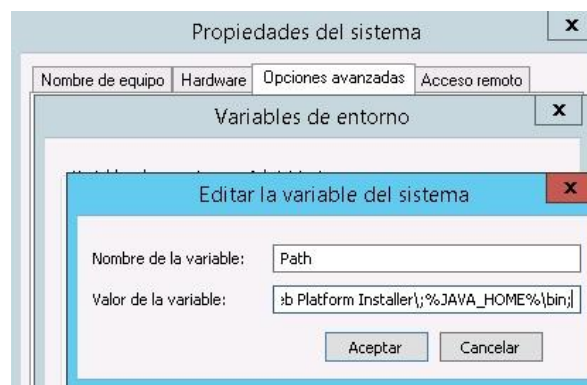 Propiedades del sistema
x
Nombre de equipo Hardware Opciones avanzadas Acceso remoto
Variables de entorno
x
Editar la variable del sistema
x
Nombre de la variable: Path
Valor de la variable: eb Platform Installer\;%JAVA_HOME%\bin;
Aceptar Cancelar